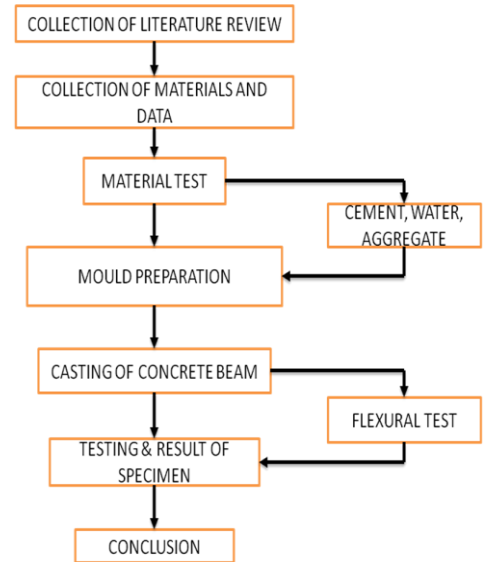 COLLECTION OF LITERATURE REVIEW
COLLECTION OF MATERIALS AND
DATA
MATERIAL TEST
CEMENT, WATER,
AGGREGATE
MOULD PREPARATION
CASTING OF CONCRETE BEAM
FLEXURAL TEST
TESTING & RESULT OF
SPECIMEN
CONCLUSION